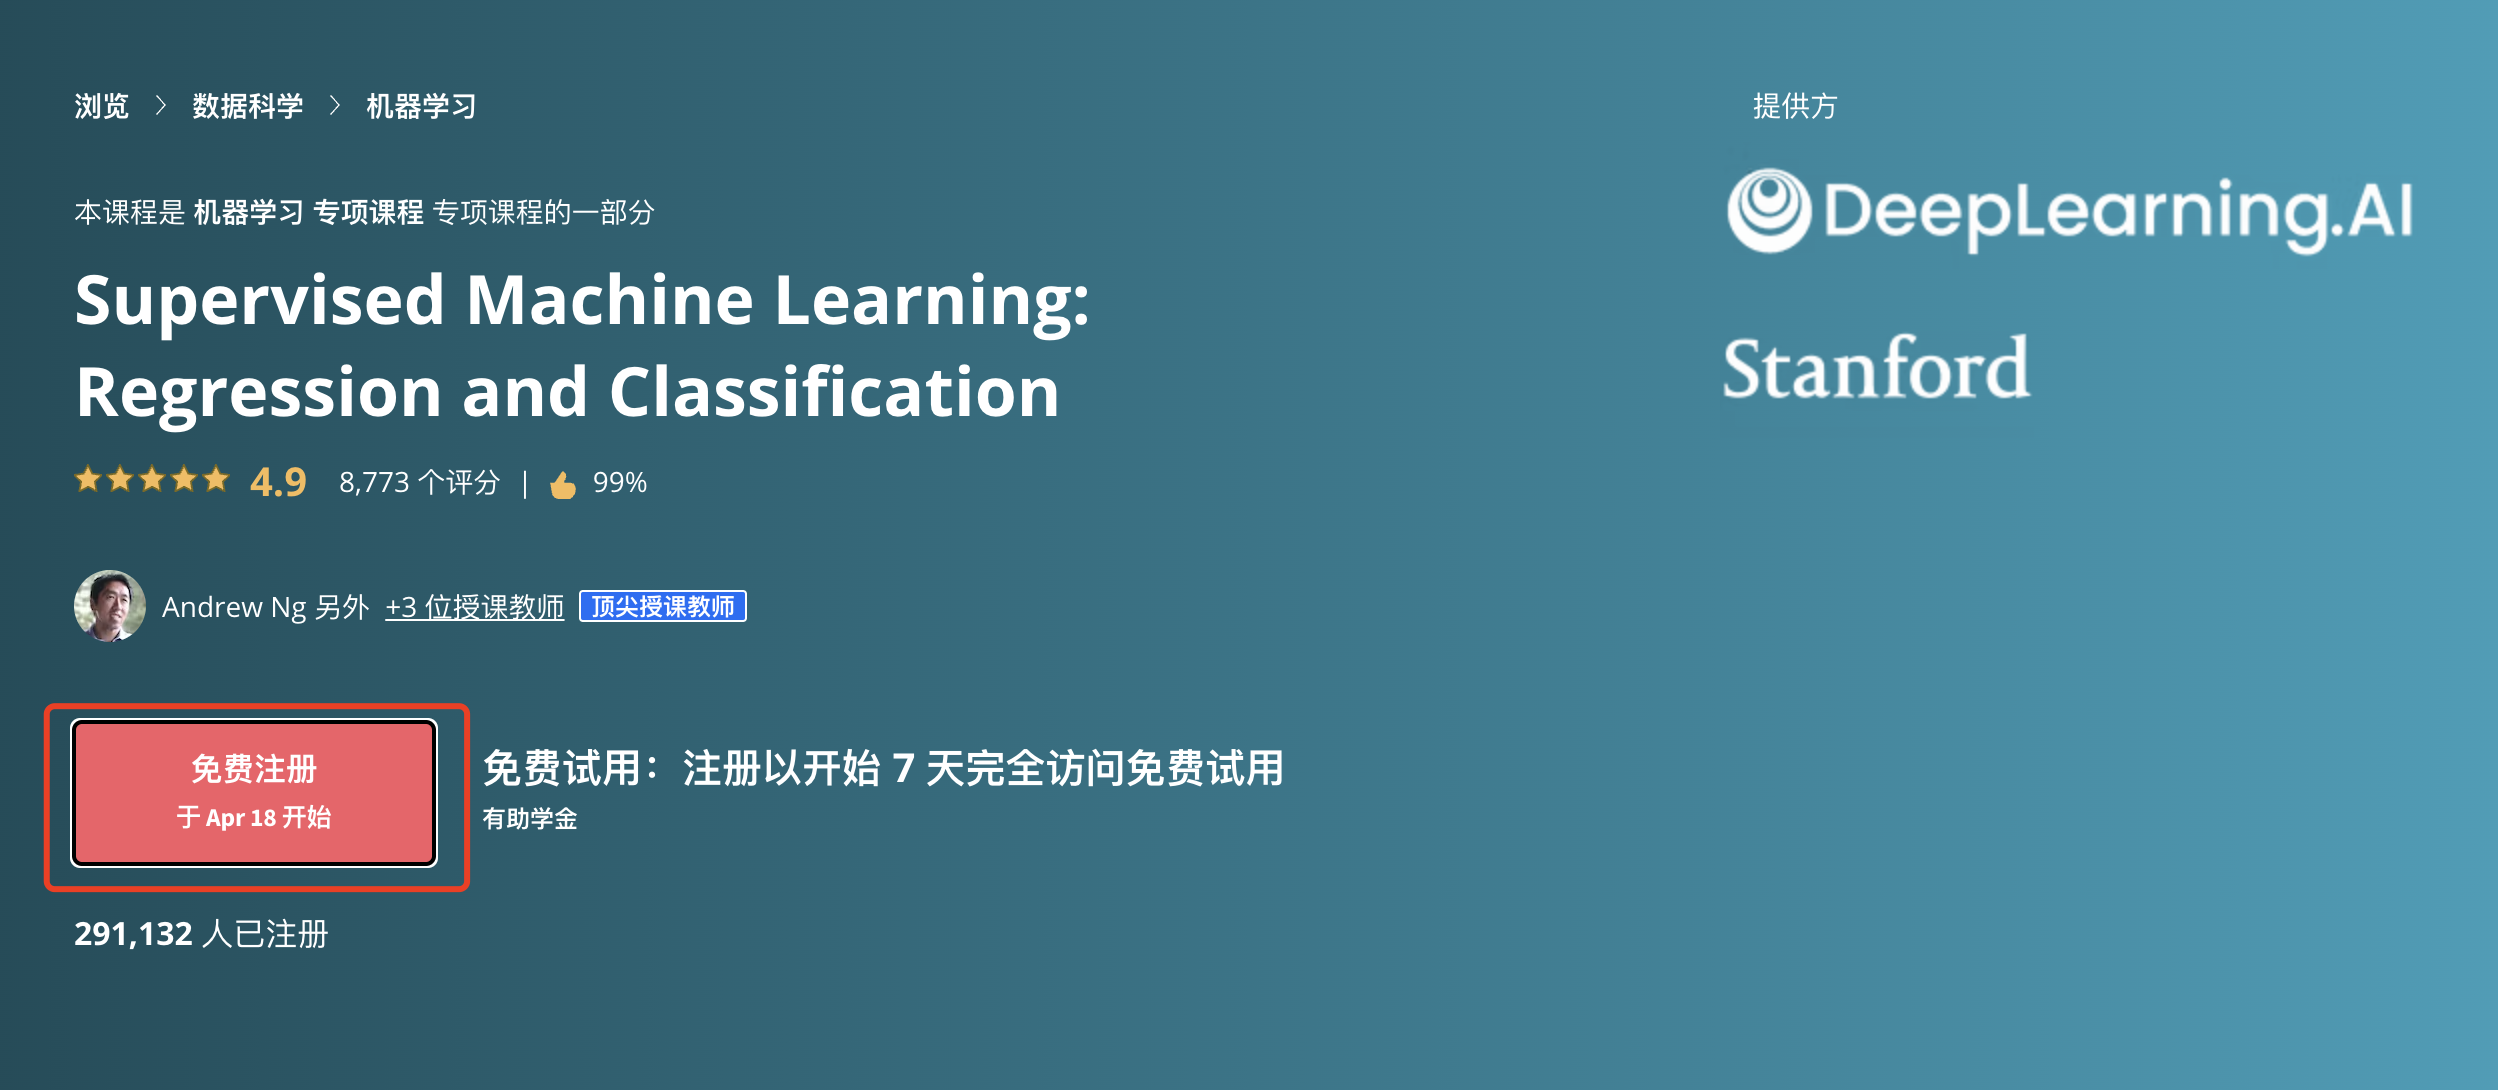 浏览 > 数据科学 > 机器学习
本课程是 机器学习 专项课程 专项课程的一部分
Supervised Machine Learning:
Regression and Classification
4.9 8,773 个评分 | 99%
Andrew Ng 另外 +3 位授课教师 顶尖授课教师
免费注册
于 Apr 18 开始
免费试用：注册以开始 7 天完全访问免费试用
有助学金
291,132 人已注册
提供方
DeepLearning.AI
Stanford